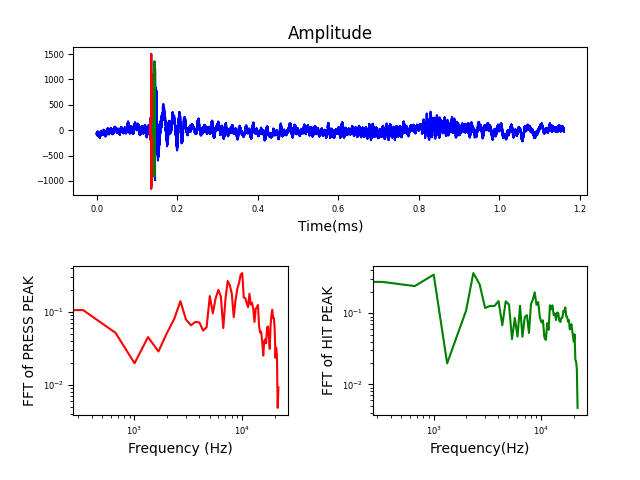 Amplitude
1500
1000
500
0
−500
−1000
0.0 0.2 0.4 0.6 0.8 1.0 1.2
Time(ms)
FFT of PRESS PEAK
10⁻¹
10⁻²
10³ 10⁴
Frequency (Hz)
FFT of HIT PEAK
10⁻¹
10⁻²
10³ 10⁴
Frequency(Hz)